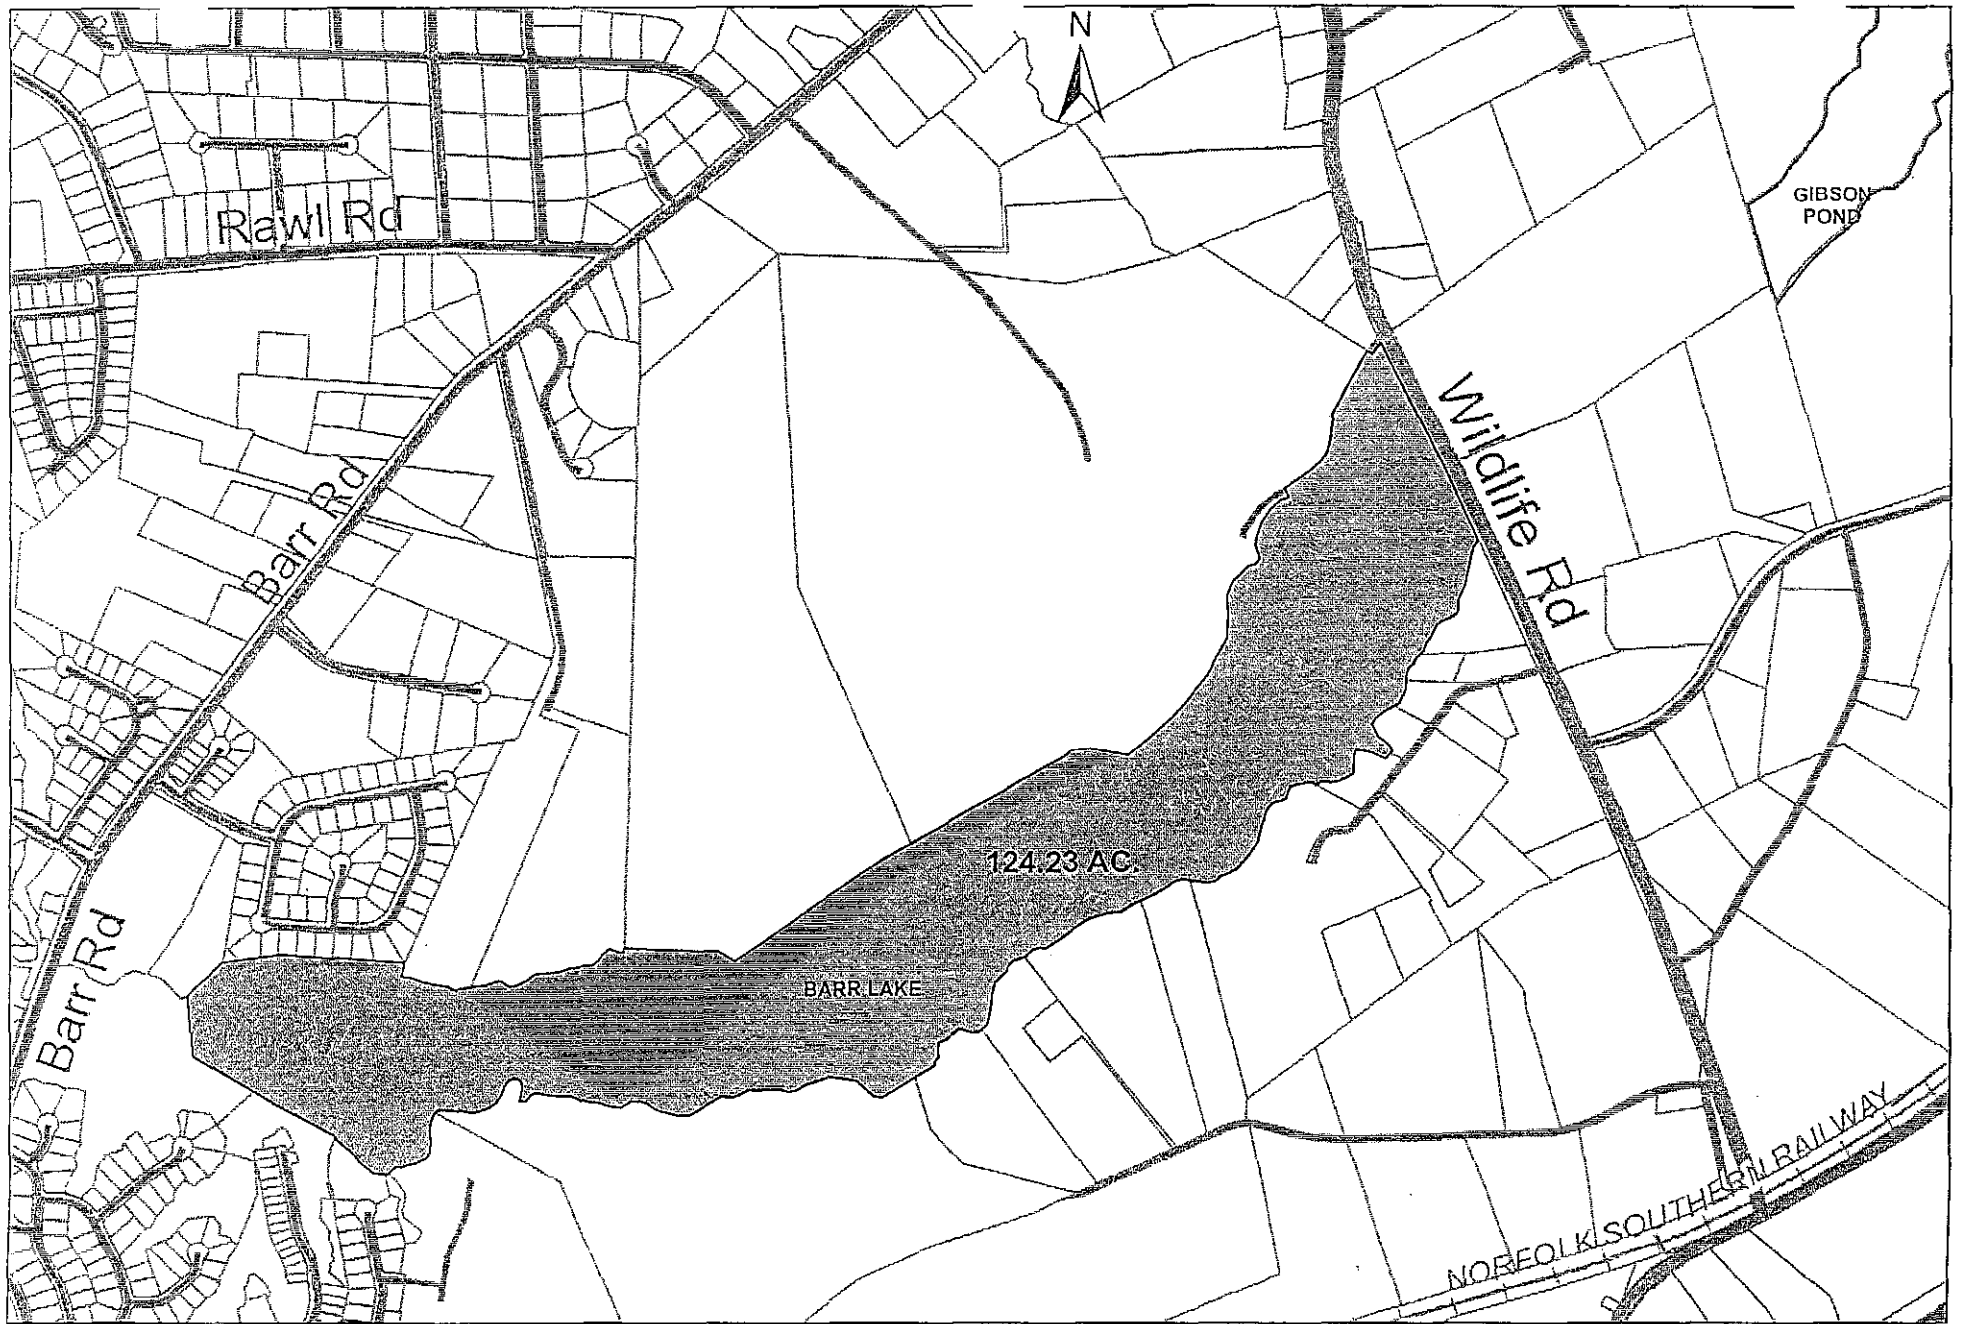 N
GIBSON
POND
Rawl Rd
Wildlife Rd
Barr Rd
124.23 AC.
BARR LAKE
Barr Rd
NORFOLK SOUTHERN RAILWAY